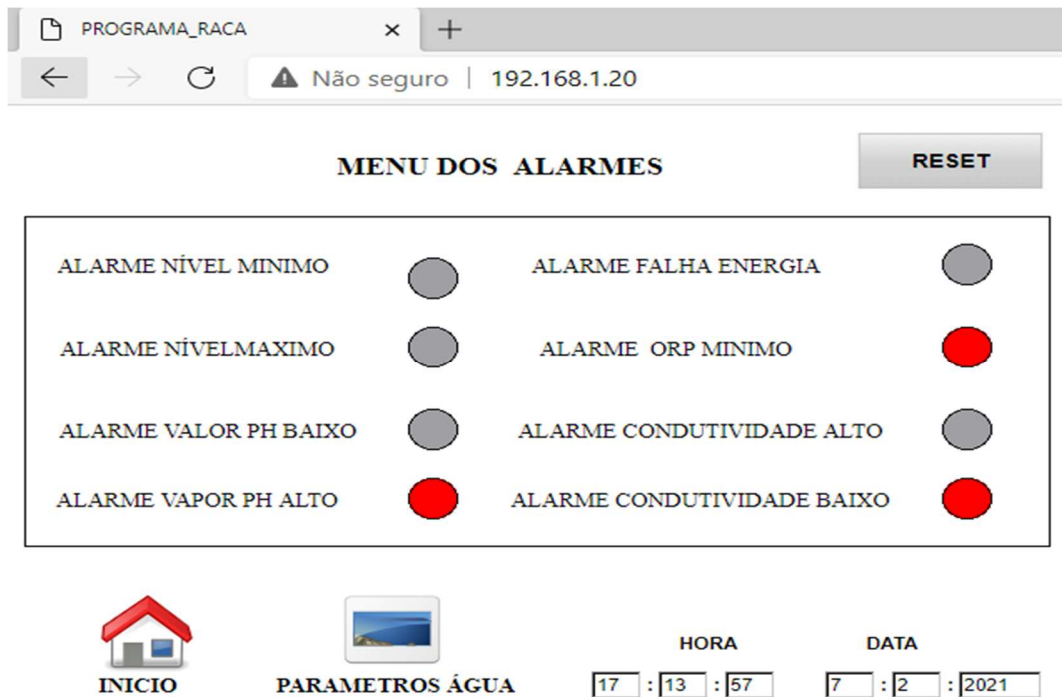 PROGRAMA_RACA
Não seguro | 192.168.1.20
MENU DOS ALARMES
RESET
ALARME NÍVEL MINIMO
ALARME FALHA ENERGIA
ALARME NÍVELMAXIMO
ALARME ORP MINIMO
ALARME VALOR PH BAIXO
ALARME CONDUTIVIDADE ALTO
ALARME VAPOR PH ALTO
ALARME CONDUTIVIDADE BAIXO
INICIO
PARAMETROS ÁGUA
HORA
DATA
17 : 13 : 57
7 : 2 : 2021